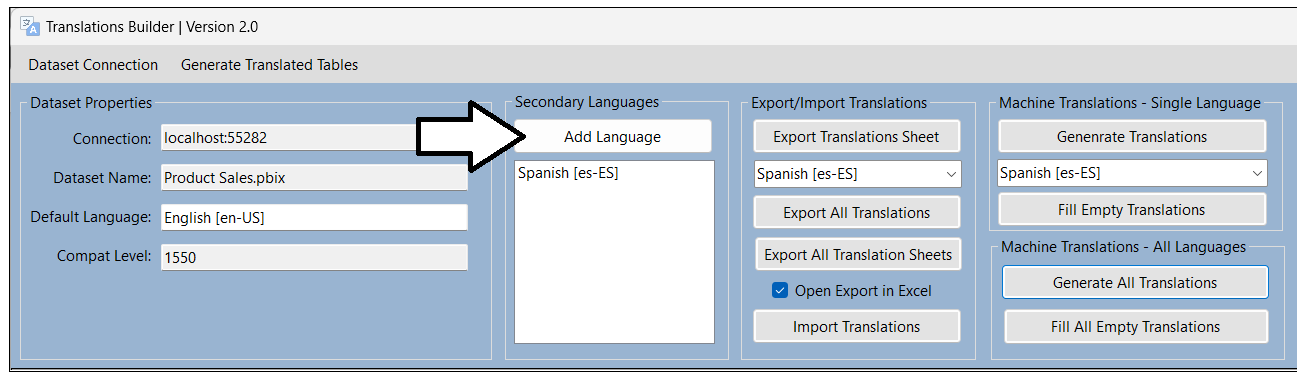 Translations Builder | Version 2.0
Dataset Connection Generate Translated Tables
Dataset Properties
Connection: localhost:55282
Dataset Name: Product Sales.pbix
Default Language: English [en-US]
Compat Level: 1550
Secondary Languages
Add Language
Spanish [es-ES]
Export/Import Translations
Export Translations Sheet
Spanish [es-ES]
Export All Translations
Export All Translation Sheets
Open Export in Excel
Import Translations
Machine Translations - Single Language
Genenrate Translations
Spanish [es-ES]
Fill Empty Translations
Machine Translations - All Languages
Generate All Translations
Fill All Empty Translations